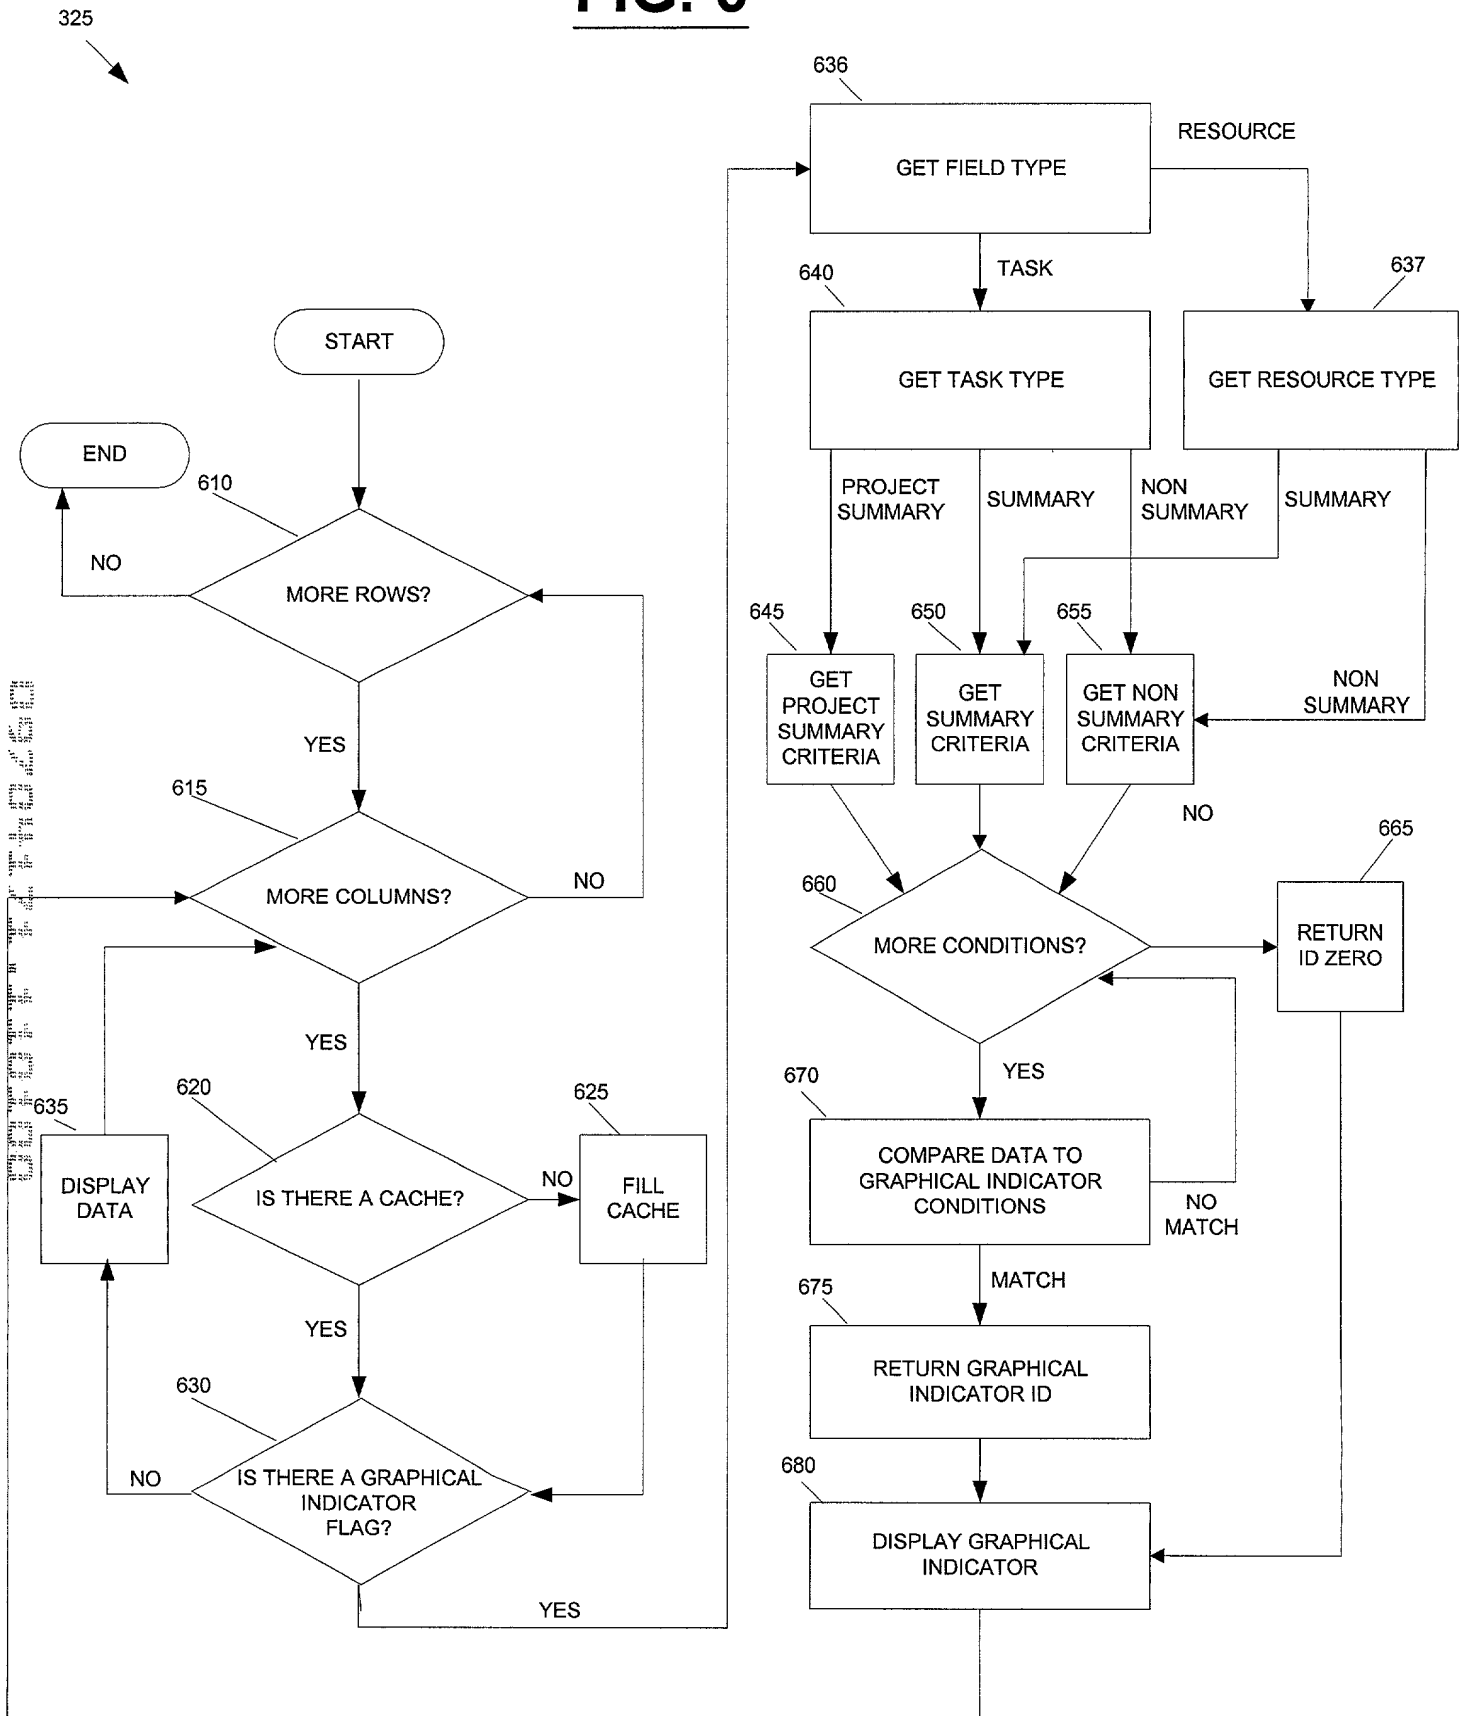 325
636
RESOURCE
GET FIELD TYPE
TASK
640
637
START
GET TASK TYPE
GET RESOURCE TYPE
END
610
PROJECT
SUMMARY
SUMMARY
NON
SUMMARY
SUMMARY
NO
MORE ROWS?
645
650
655
GET
PROJECT
SUMMARY
CRITERIA
GET
SUMMARY
CRITERIA
GET NON
SUMMARY
CRITERIA
NON
SUMMARY
YES
615
NO
665
MORE COLUMNS?
NO
660
MORE CONDITIONS?
RETURN
ID ZERO
YES
YES
620
625
670
635
DISPLAY
DATA
IS THERE A CACHE?
NO
FILL
CACHE
COMPARE DATA TO
GRAPHICAL INDICATOR
CONDITIONS
NO
MATCH
MATCH
675
YES
630
RETURN GRAPHICAL
INDICATOR ID
NO
IS THERE A GRAPHICAL
INDICATOR
FLAG?
680
DISPLAY GRAPHICAL
INDICATOR
YES